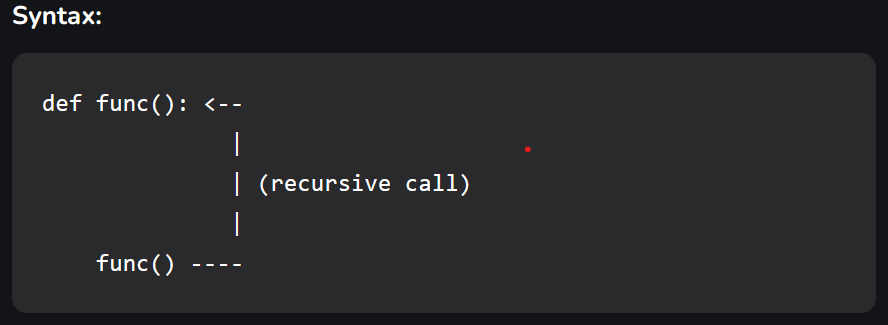 Syntax:
def func(): <--
              |
              | (recursive call)
              |
    func() ----